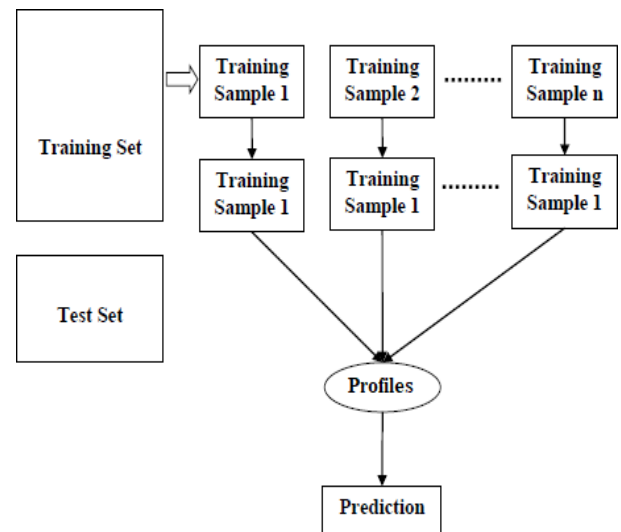 Training Set
Training
Sample 1
Training
Sample 2
.........
Training
Sample n
Training
Sample 1
Training
Sample 1
.........
Training
Sample 1
Test Set
Profiles
Prediction